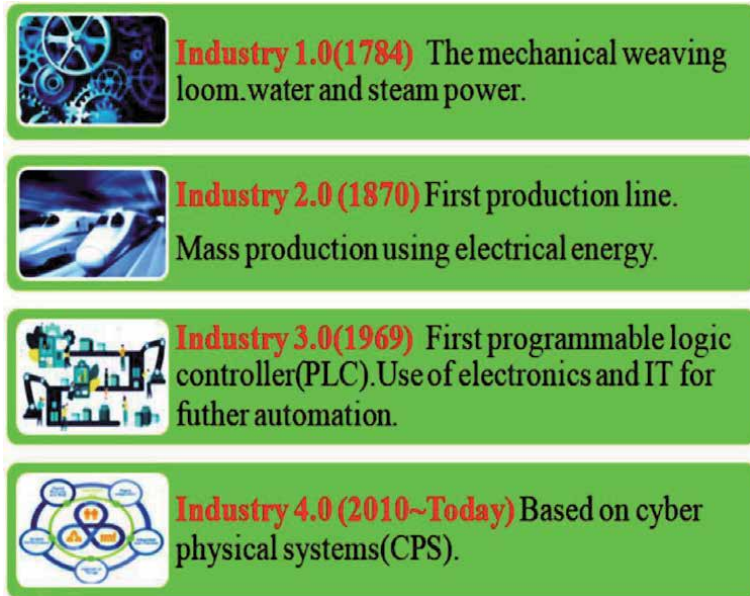 Industry 1.0(1784) The mechanical weaving
loom.water and steam power.
Industry 2.0 (1870) First production line.
Mass production using electrical energy.
Industry 3.0(1969) First programmable logic
controller(PLC).Use of electronics and IT for
futher automation.
Industry 4.0 (2010~Today) Based on cyber
physical systems(CPS).